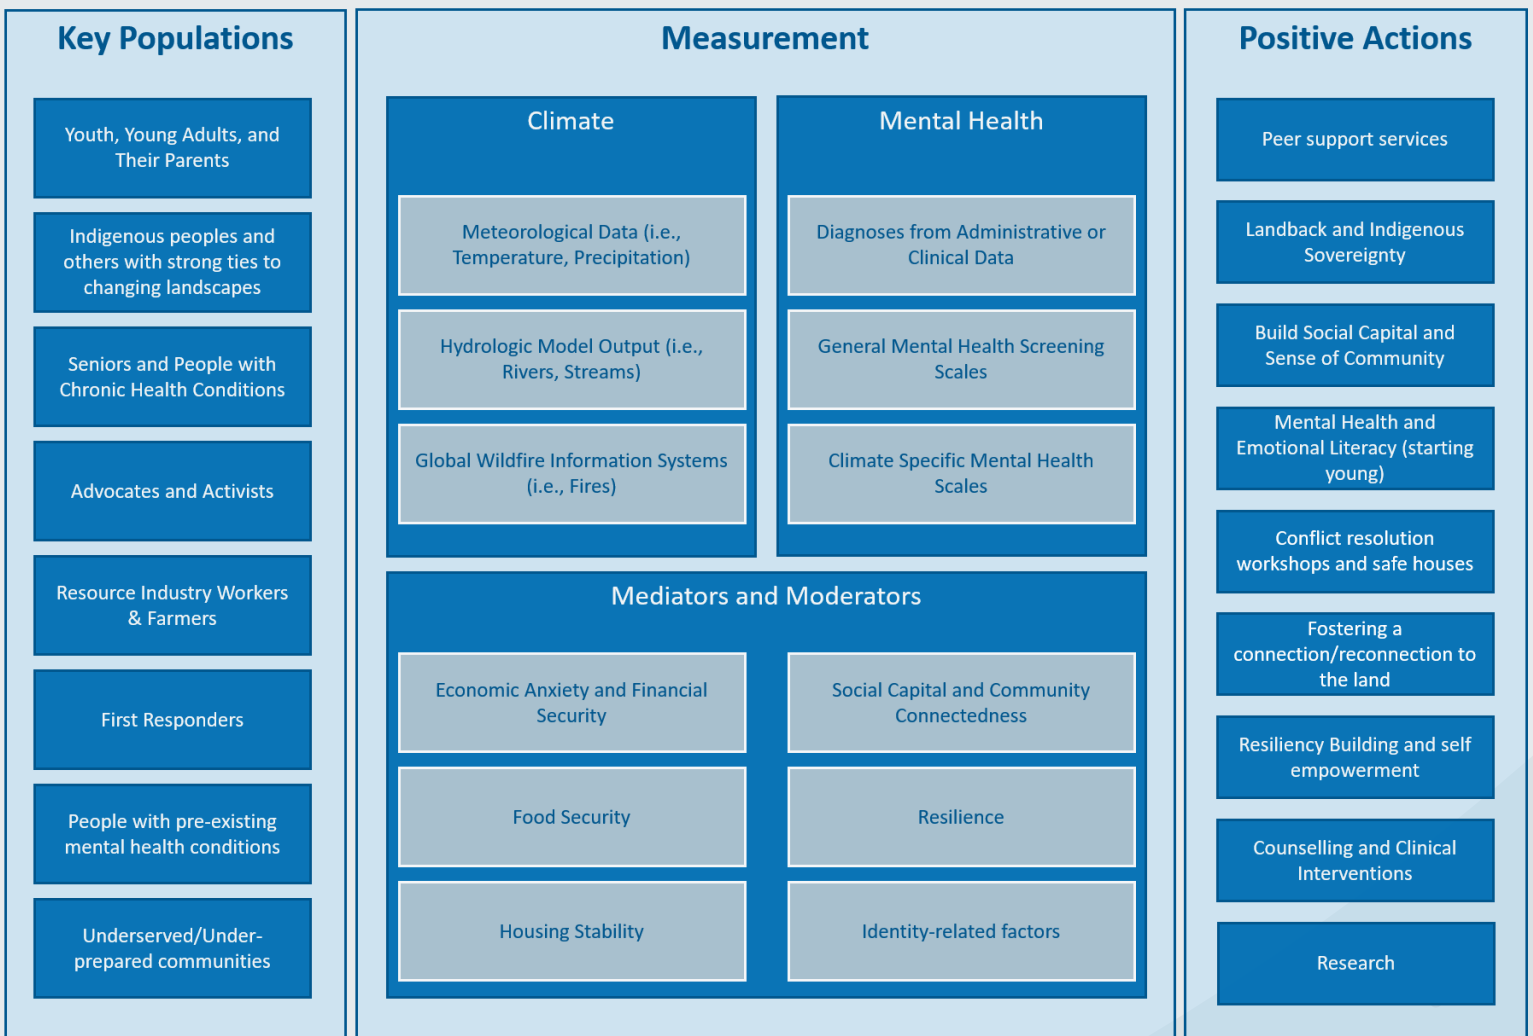 Key Populations
Youth, Young Adults, and
Their Parents
Indigenous peoples and
others with strong ties to
changing landscapes
Seniors and People with
Chronic Health Conditions
Advocates and Activists
Resource Industry Workers
& Farmers
First Responders
People with pre-existing
mental health conditions
Underserved/Under-
prepared communities
Measurement
Climate
Meteorological Data (i.e.,
Temperature, Precipitation)
Hydrologic Model Output (i.e.,
Rivers, Streams)
Global Wildfire Information Systems
(i.e., Fires)
Mental Health
Diagnoses from Administrative or
Clinical Data
General Mental Health Screening
Scales
Climate Specific Mental Health
Scales
Mediators and Moderators
Economic Anxiety and Financial
Security
Social Capital and Community
Connectedness
Food Security
Resilience
Housing Stability
Identity-related factors
Positive Actions
Peer support services
Landback and Indigenous
Sovereignty
Build Social Capital and
Sense of Community
Mental Health and
Emotional Literacy (starting
young)
Conflict resolution
workshops and safe houses
Fostering a
connection/reconnection to
the land
Resiliency Building and self
empowerment
Counselling and Clinical
Interventions
Research